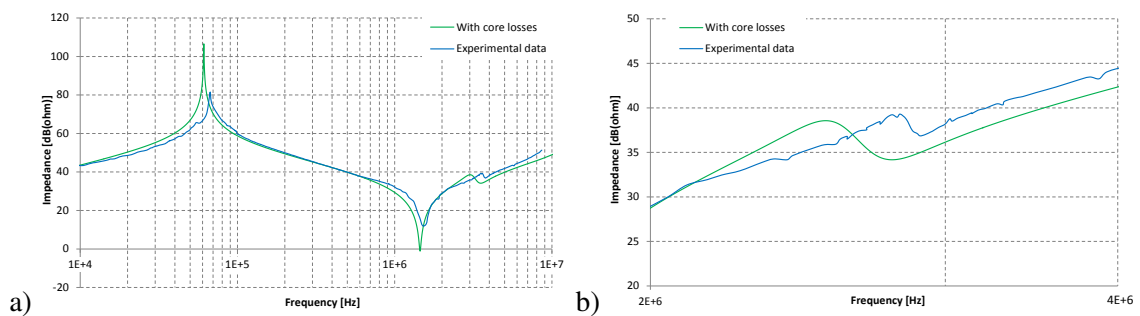 With core losses
Experimental data
120
100
80
60
40
20
0
-20
1E+4
1E+5
1E+6
1E+7
Impedance [dB(ohm)]
Frequency [Hz]
a)
With core losses
Experimental data
50
45
40
35
30
25
20
2E+6
4E+6
Impedance [dB(ohm)]
Frequency [Hz]
b)